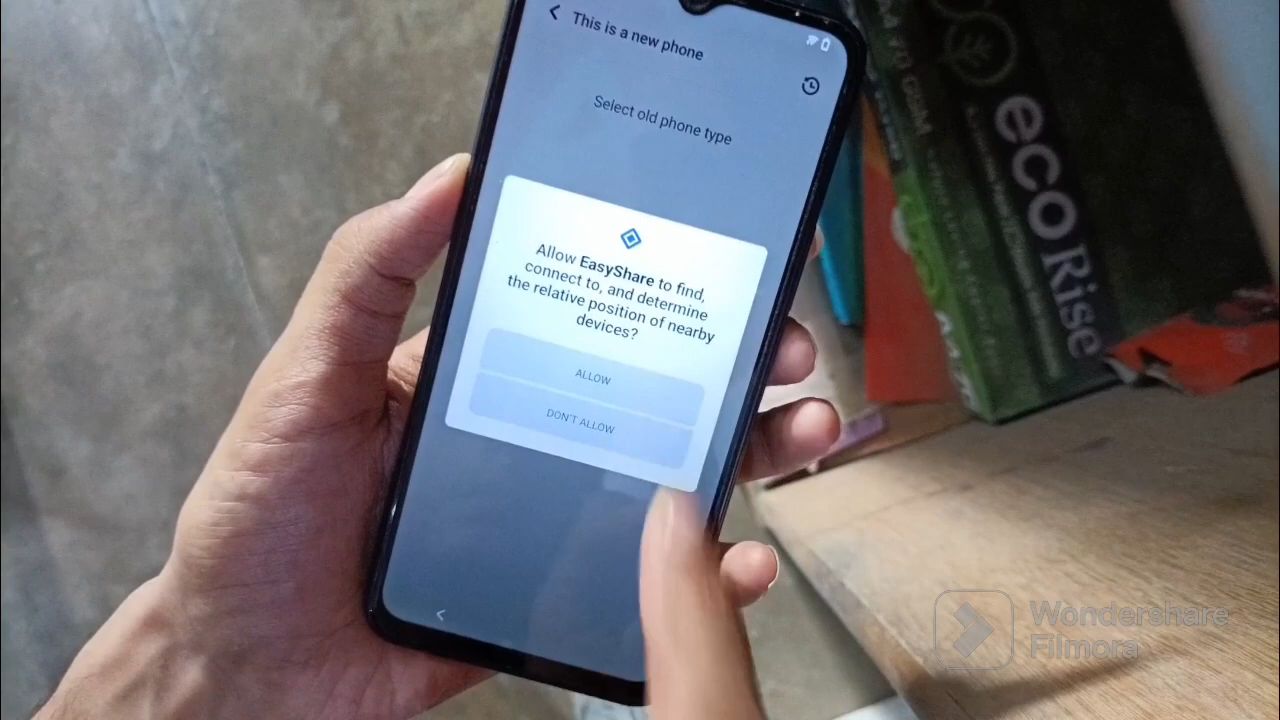 This is a new phone
Select old phone type
Allow EasyShare to find,
connect to, and determine
the relative position of nearby
devices?
ALLOW
DON'T ALLOW
eco
Rise
Wondershare
Filmora